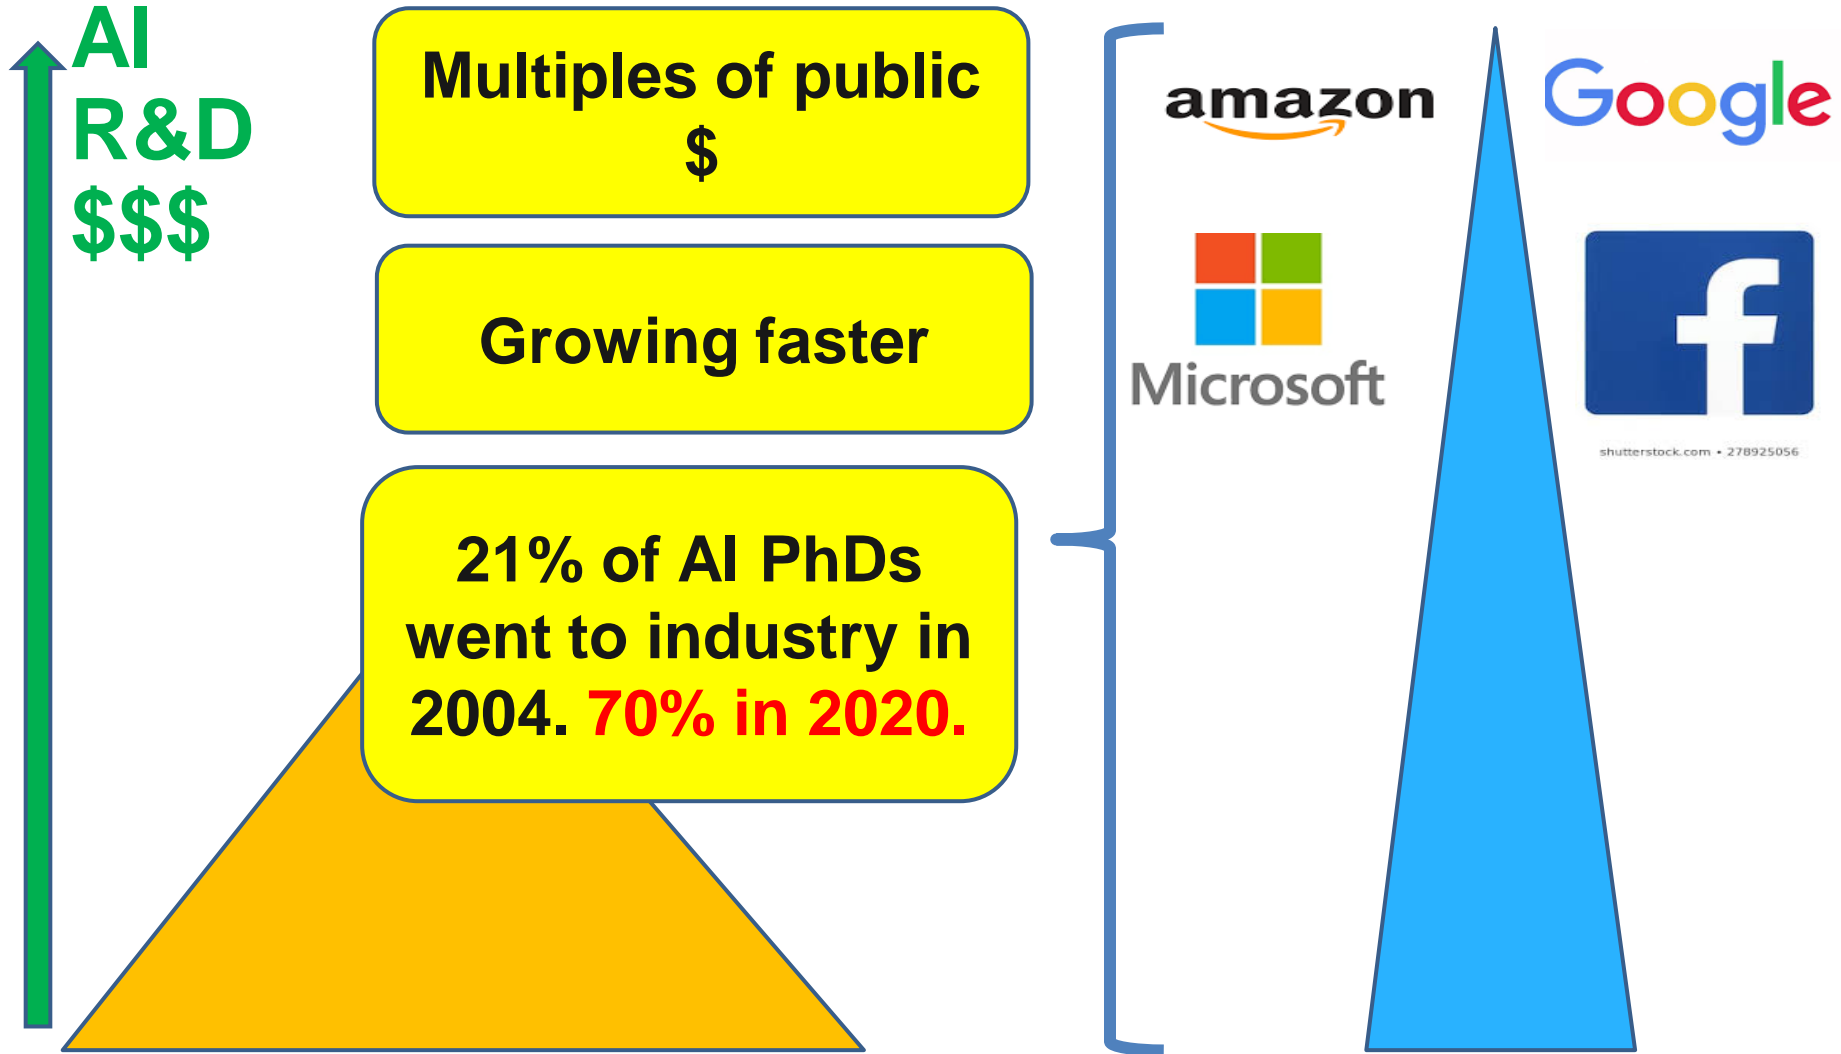 AI
R&D
$$$
Multiples of public
$
Growing faster
21% of AI PhDs
went to industry in
2004. 70% in 2020.
amazon
Google
Microsoft
f
shutterstock.com • 278925056